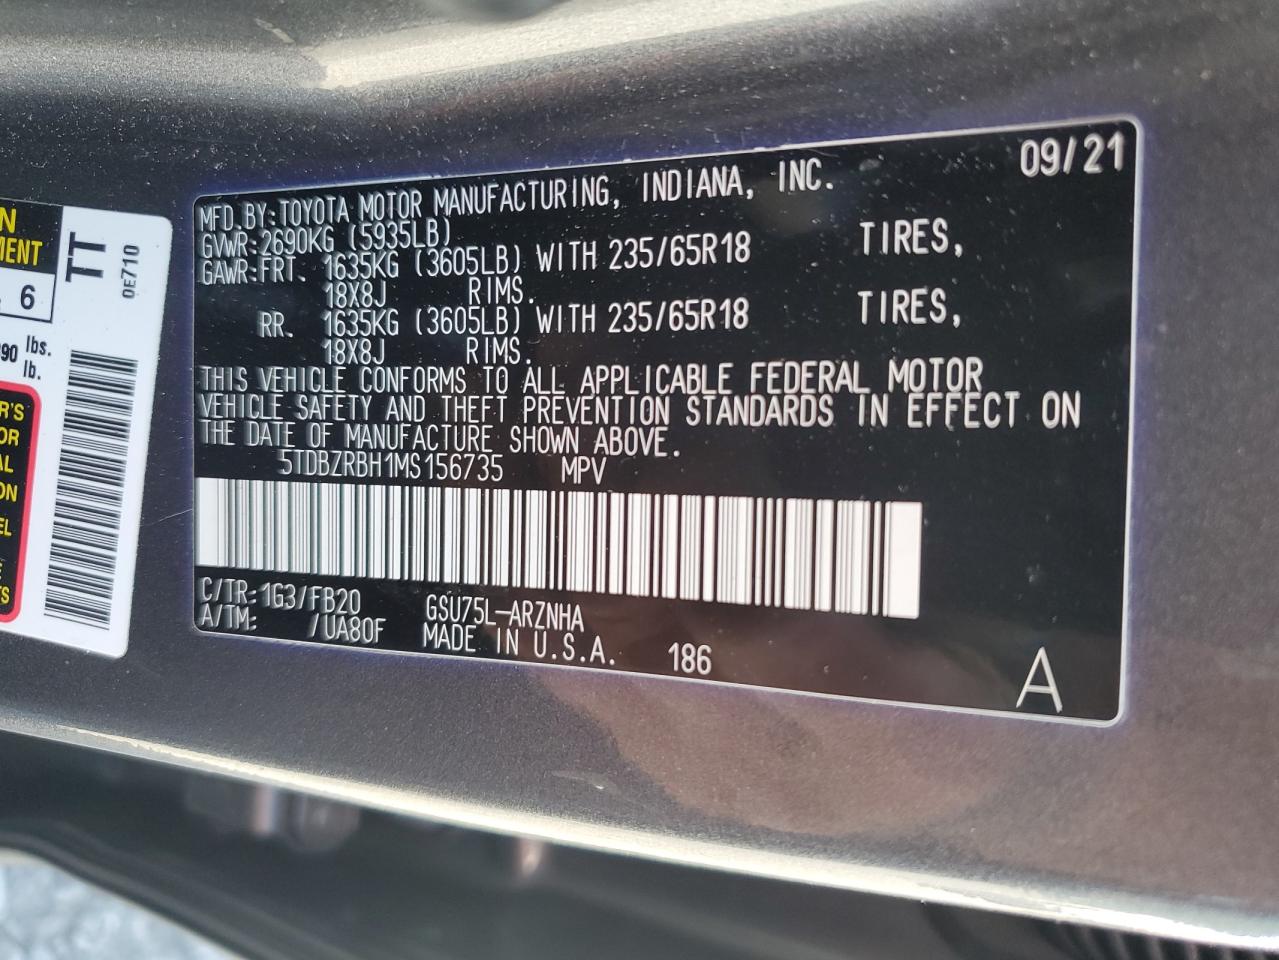 09/21
MFD.BY:TOYOTA MOTOR MANUFACTURING, INDIANA, INC.
GVWR:2690KG (5935LB)
GAWR:FRT. 1635KG (3605LB) WITH 235/65R18 TIRES,
18X8J RIMS.
RR. 1635KG (3605LB) WITH 235/65R18 TIRES,
18X8J RIMS.
THIS VEHICLE CONFORMS TO ALL APPLICABLE FEDERAL MOTOR
VEHICLE SAFETY AND THEFT PREVENTION STANDARDS IN EFFECT ON
THE DATE OF MANUFACTURE SHOWN ABOVE.
5TDBZRBH1MS156735 MPV
C/TR:1G3/FB20 GSU75L-ARZNHA
A/TM: /UA80F MADE IN U.S.A. 186
A
TT
0E710
6
lbs.
lb.